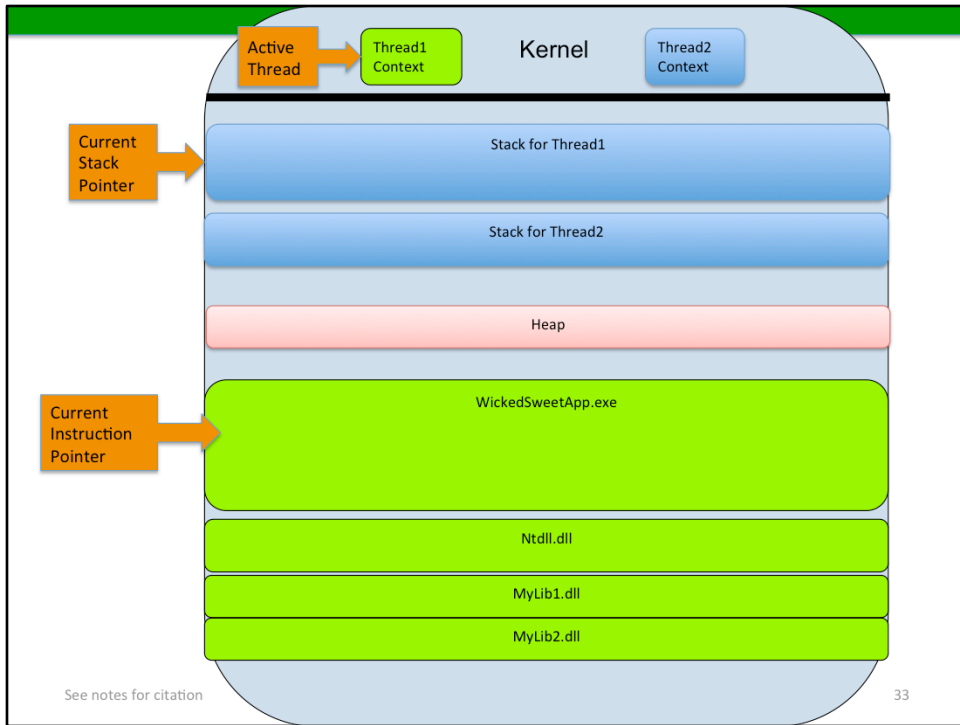 Active
Thread
Thread1
Context
Kernel
Thread2
Context
Current
Stack
Pointer
Stack for Thread1
Stack for Thread2
Heap
Current
Instruction
Pointer
WickedSweetApp.exe
Ntdll.dll
MyLib1.dll
MyLib2.dll
See notes for citation
33